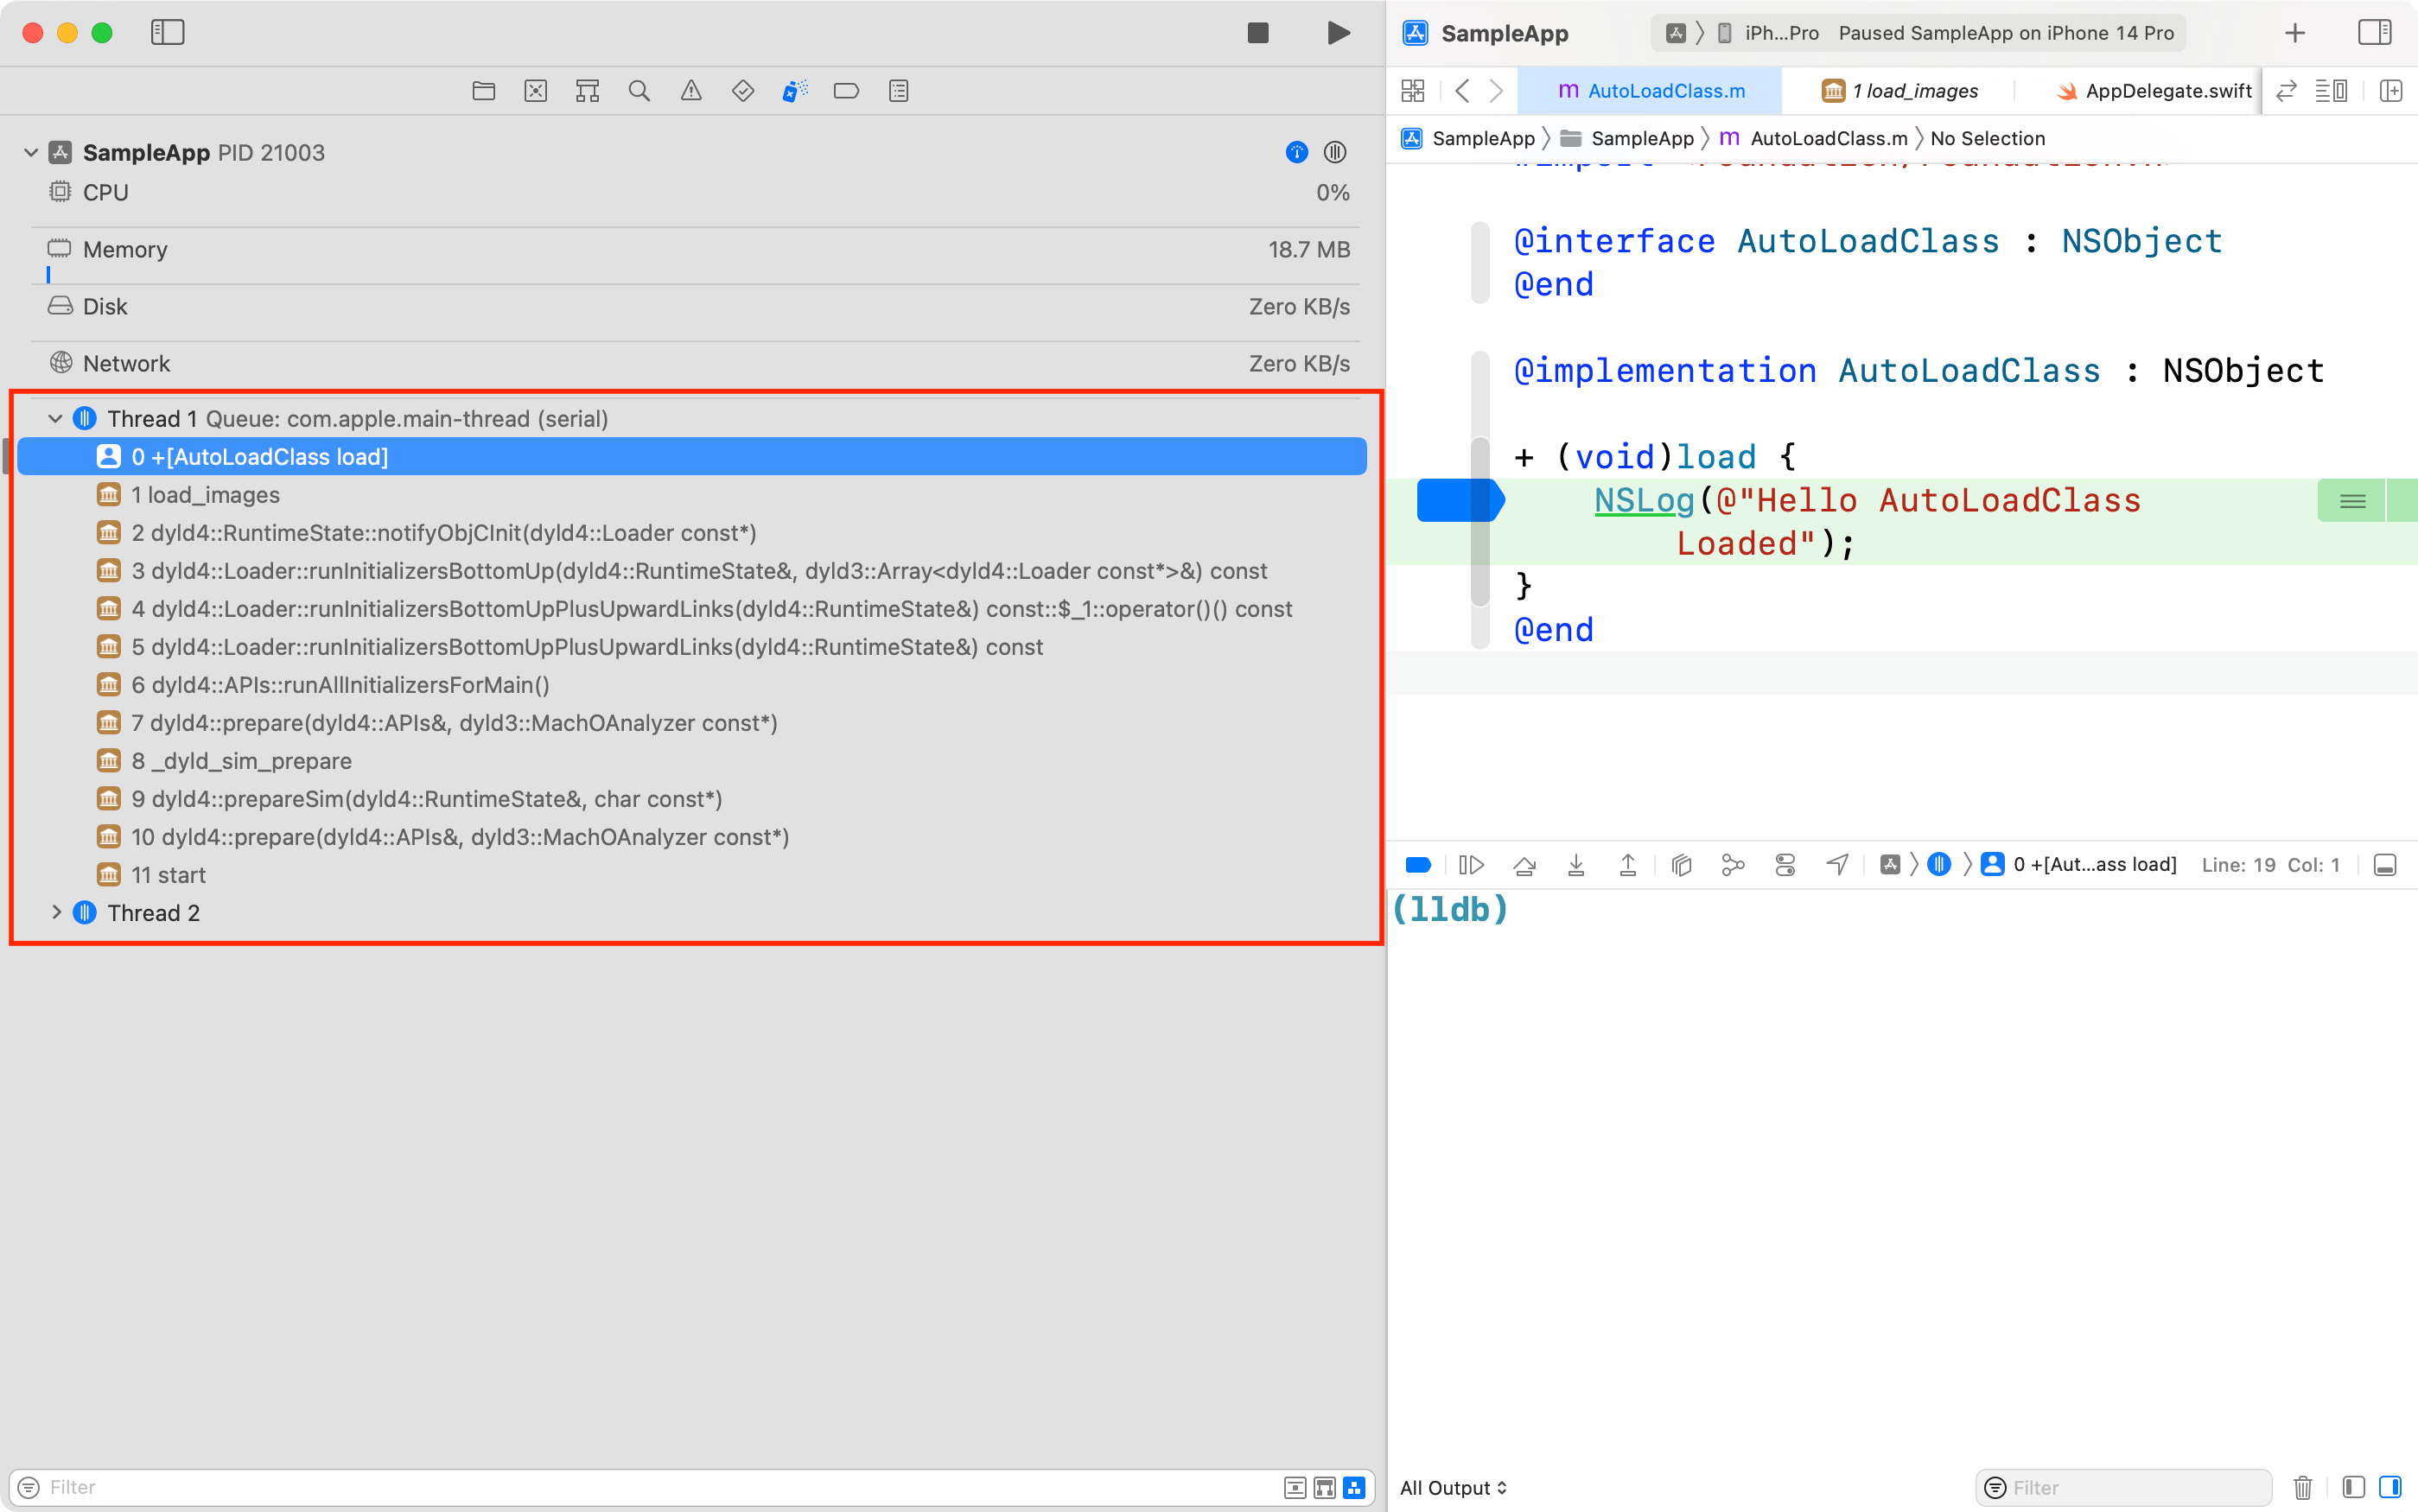 SampleApp
iPh...Pro Paused SampleApp on iPhone 14 Pro
AutoLoadClass.m
1 load_images
AppDelegate.swift
SampleApp PID 21003
CPU 0%
Memory 18.7 MB
Disk Zero KB/s
Network Zero KB/s
Thread 1 Queue: com.apple.main-thread (serial)
0 +[AutoLoadClass load]
1 load_images
2 dyld4::RuntimeState::notifyObjCInit(dyld4::Loader const*)
3 dyld4::Loader::runInitializersBottomUp(dyld4::RuntimeState&, dyld3::Array<dyld4::Loader const*>&) const
4 dyld4::Loader::runInitializersBottomUpPlusUpwardLinks(dyld4::RuntimeState&) const::$_1::operator()() const
5 dyld4::Loader::runInitializersBottomUpPlusUpwardLinks(dyld4::RuntimeState&) const
6 dyld4::APIs::runAllInitializersForMain()
7 dyld4::prepare(dyld4::APIs&, dyld3::MachOAnalyzer const*)
8 _dyld_sim_prepare
9 dyld4::prepareSim(dyld4::RuntimeState&, char const*)
10 dyld4::prepare(dyld4::APIs&, dyld3::MachOAnalyzer const*)
11 start
Thread 2
Filter
SampleApp SampleApp m AutoLoadClass.m No Selection
#import <Foundation/Foundation.h>
@interface AutoLoadClass : NSObject
@end
@implementation AutoLoadClass : NSObject
+ (void)load {
NSLog(@"Hello AutoLoadClass
Loaded");
}
@end
0 +[Aut...ass load] Line: 19 Col: 1
(lldb)
All Output
Filter